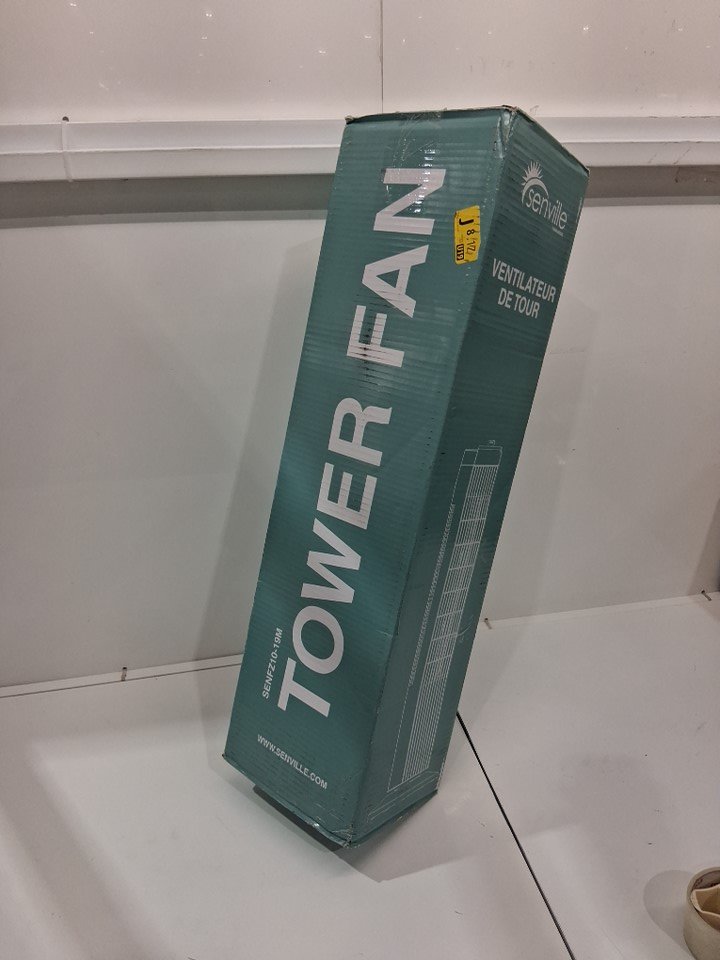 TOWER FAN
SENFZ10-19M
WWW.SENVILLE.COM
senville
VENTILATEUR
DE TOUR
J